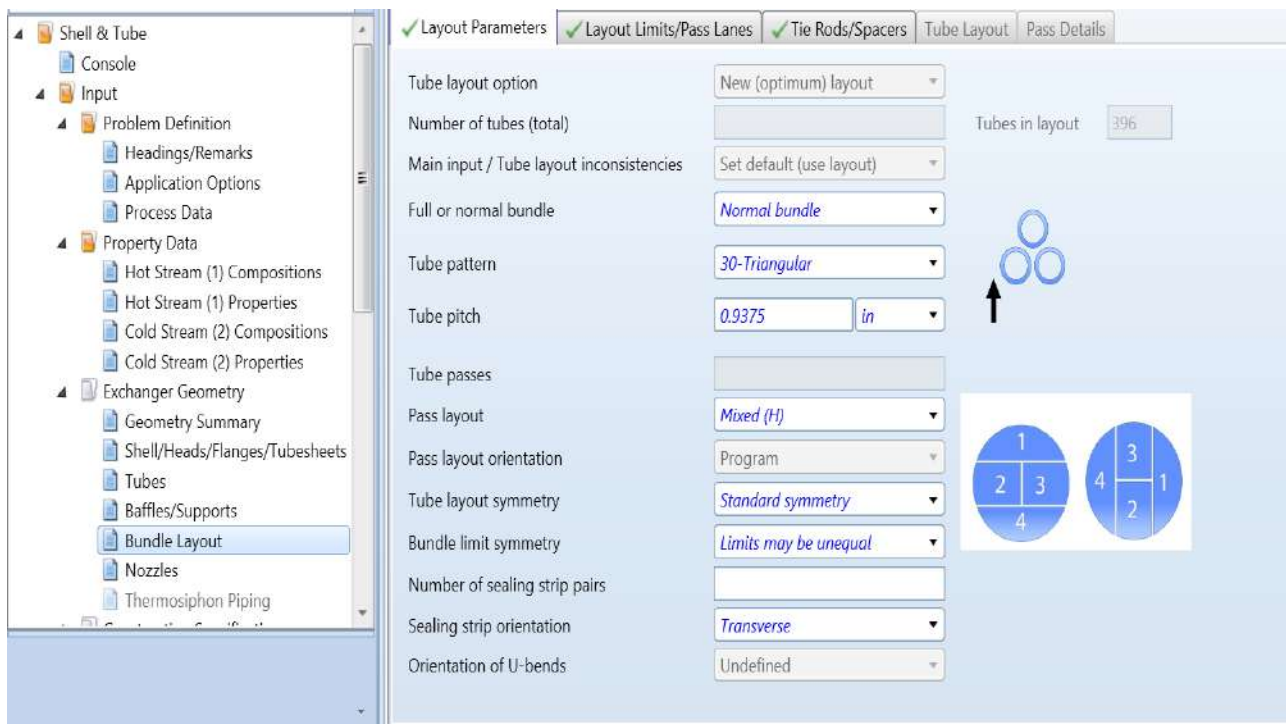 Shell & Tube
Console
Input
Problem Definition
Headings/Remarks
Application Options
Process Data
Property Data
Hot Stream (1) Compositions
Hot Stream (1) Properties
Cold Stream (2) Compositions
Cold Stream (2) Properties
Exchanger Geometry
Geometry Summary
Shell/Heads/Flanges/Tubesheets
Tubes
Baffles/Supports
Bundle Layout
Nozzles
Thermosiphon Piping
Layout Parameters Layout Limits/Pass Lanes Tie Rods/Spacers Tube Layout Pass Details
Tube layout option New (optimum) layout
Number of tubes (total) Tubes in layout 396
Main input / Tube layout inconsistencies Set default (use layout)
Full or normal bundle Normal bundle
Tube pattern 30-Triangular
Tube pitch 0.9375 in
Tube passes
Pass layout Mixed (H)
Pass layout orientation Program
Tube layout symmetry Standard symmetry
Bundle limit symmetry Limits may be unequal
Number of sealing strip pairs
Sealing strip orientation Transverse
Orientation of U-bends Undefined
1
2 3
4
3
4 1
2